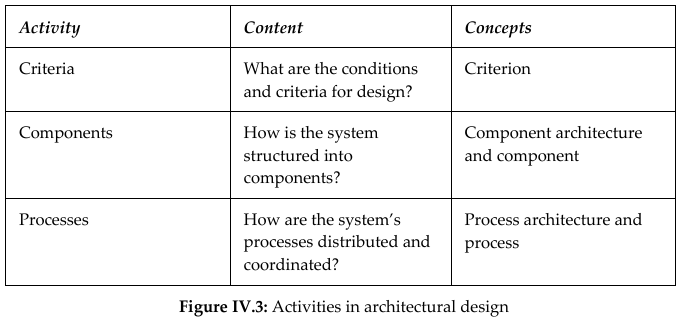 Activity Content Concepts
Criteria What are the conditions Criterion
and criteria for design?
Components How is the system Component architecture
structured into and component
components?
Processes How are the system’s Process architecture and
processes distributed and process
coordinated?
Figure IV.3: Activities in architectural design